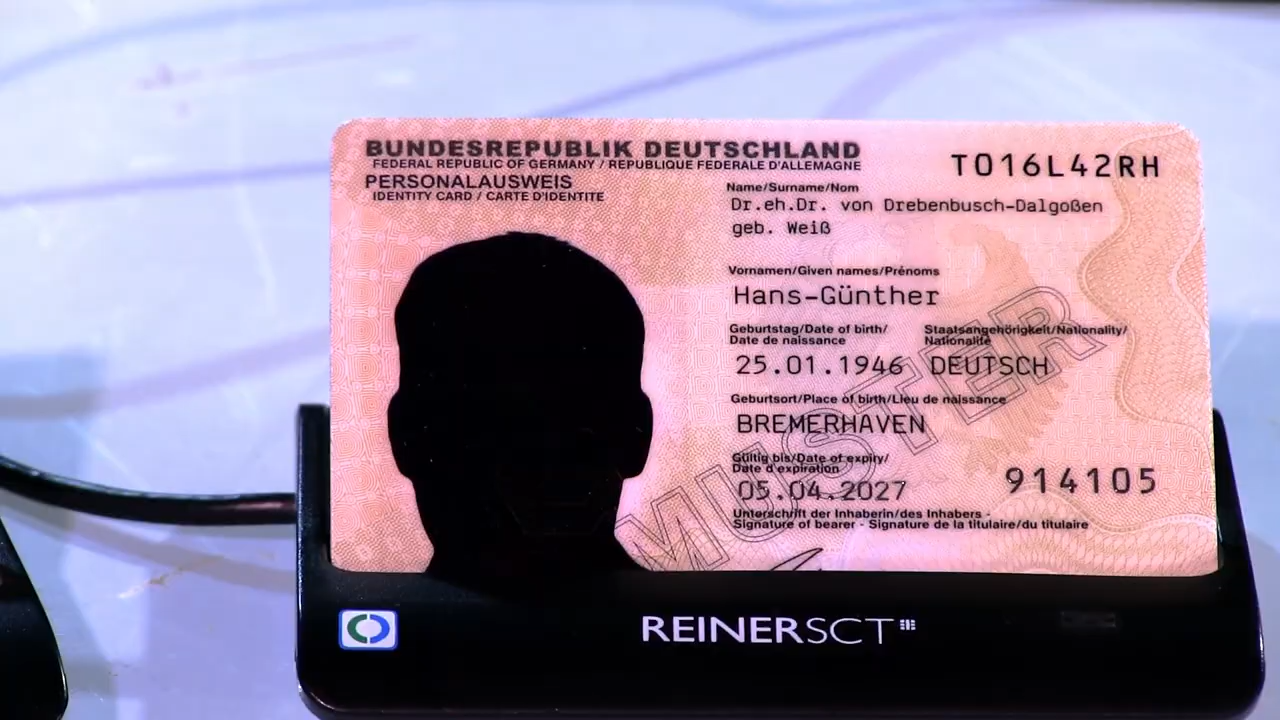 BUNDESREPUBLIK DEUTSCHLAND
FEDERAL REPUBLIC OF GERMANY / REPUBLIQUE FEDERALE D'ALLEMAGNE
PERSONALAUSWEIS
IDENTITY CARD / CARTE D'IDENTITE
T016L42RH
Name/Surname/Nom
Dr.eh.Dr. von Drebenbusch-Dalgoßen
geb. Weiß
Vornamen/Given names/Prénoms
Hans-Günther
Geburtstag/Date of birth/
Date de naissance
Staatsangehörigkeit/Nationality/
Nationalité
25.01.1946 DEUTSCH
Geburtsort/Place of birth/Lieu de naissance
BREMERHAVEN
Gültig bis/Date of expiry/
Date d'expiration
05.04.2027
914105
Unterschrift der Inhaberin/des Inhabers -
Signature of bearer - Signature de la titulaire/du titulaire
MUSTER
REINERSCT